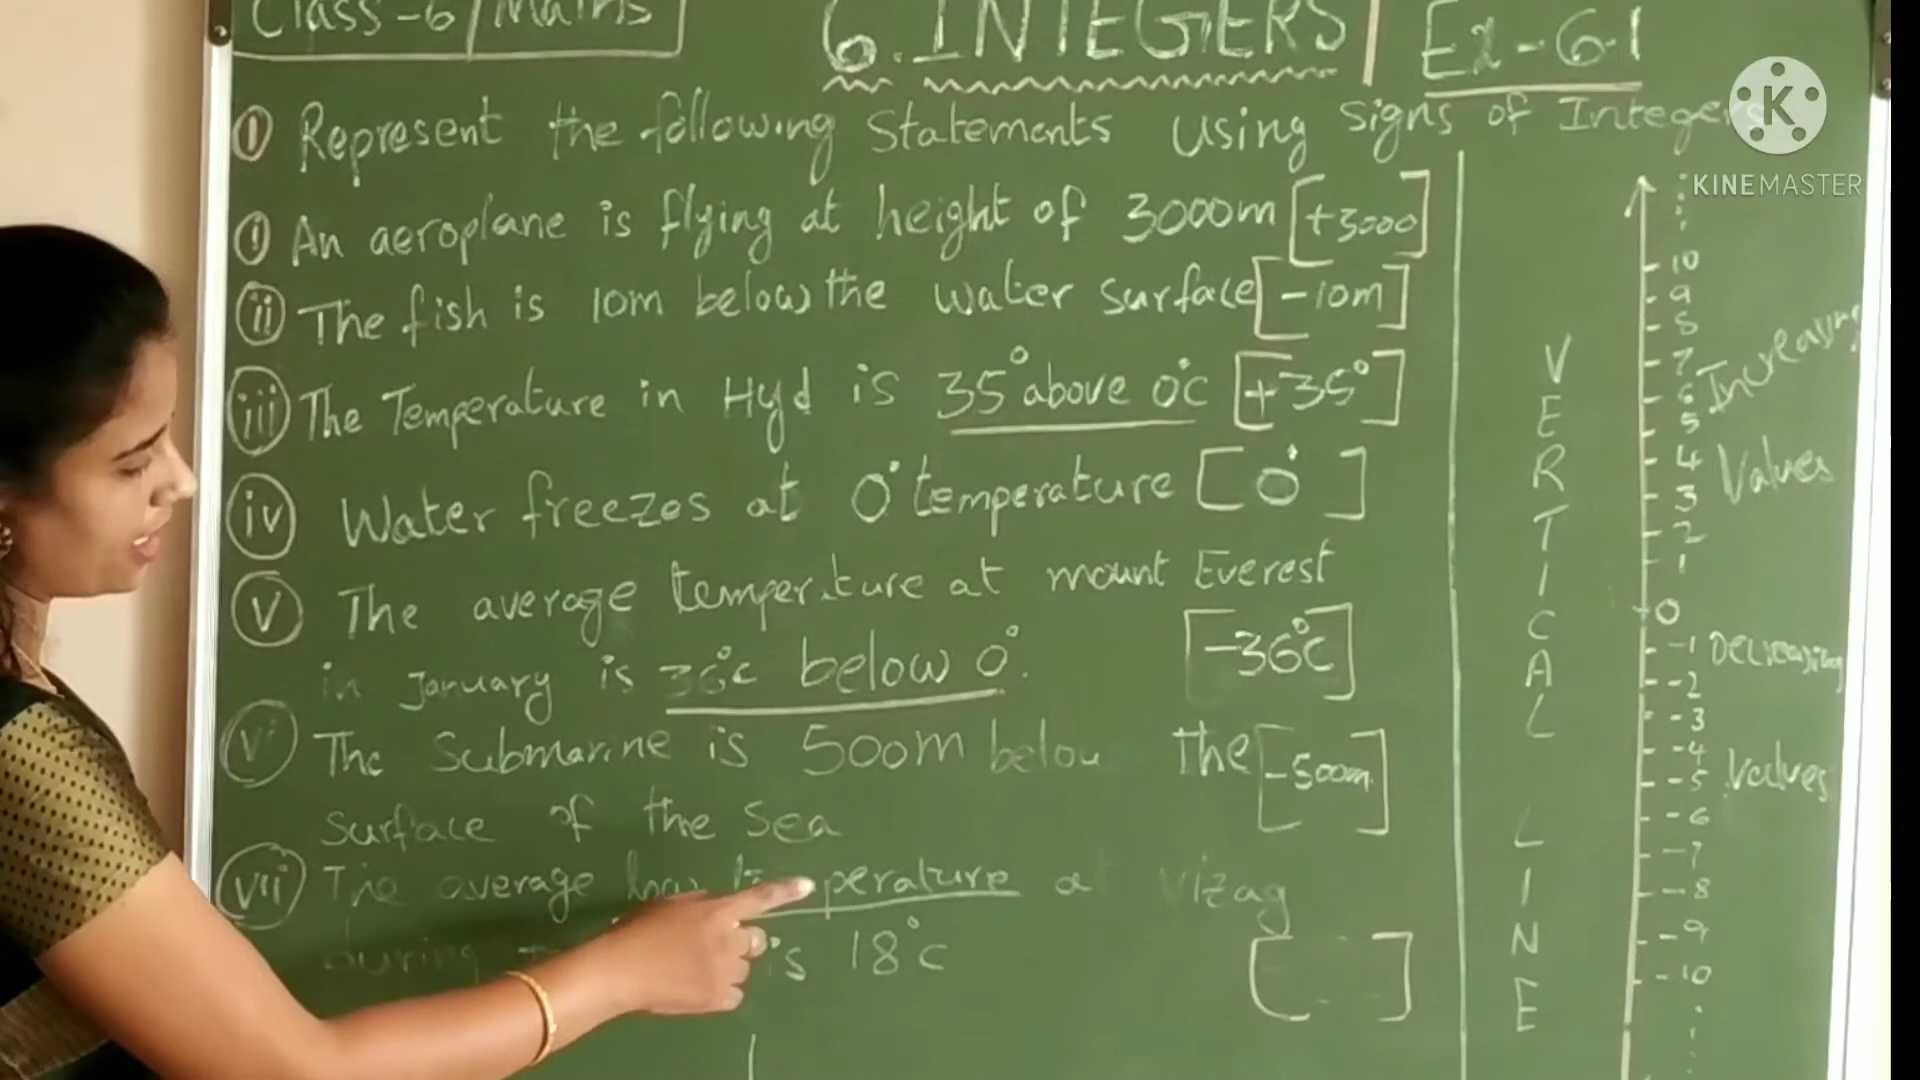 Class-6/Maths
6. INTEGERS
Ex-6.1
① Represent the following Statements using signs of Integers
KINEMASTER
① An aeroplane is flying at height of 3000m [+3000]
ⅱ The fish is 10m below the water surface [-10m]
ⅲ The Temperature in Hyd is 35° above 0°c [+35°]
ⅳ Water freezes at 0° temperature [0°]
ⅴ The average temperature at mount Everest
in January is 36°c below 0°. [-36°c]
ⅵ The Submarine is 500m below the [-500m]
surface of the Sea
ⅶ The average low temperature at vizag
during is 18°c [ ]
VERTICAL LINE
10
9
8
7
6
5
4
3
2
1
0
-1
-2
-3
-4
-5
-6
-7
-8
-9
-10
Increasing
Values
Decreasing
Values